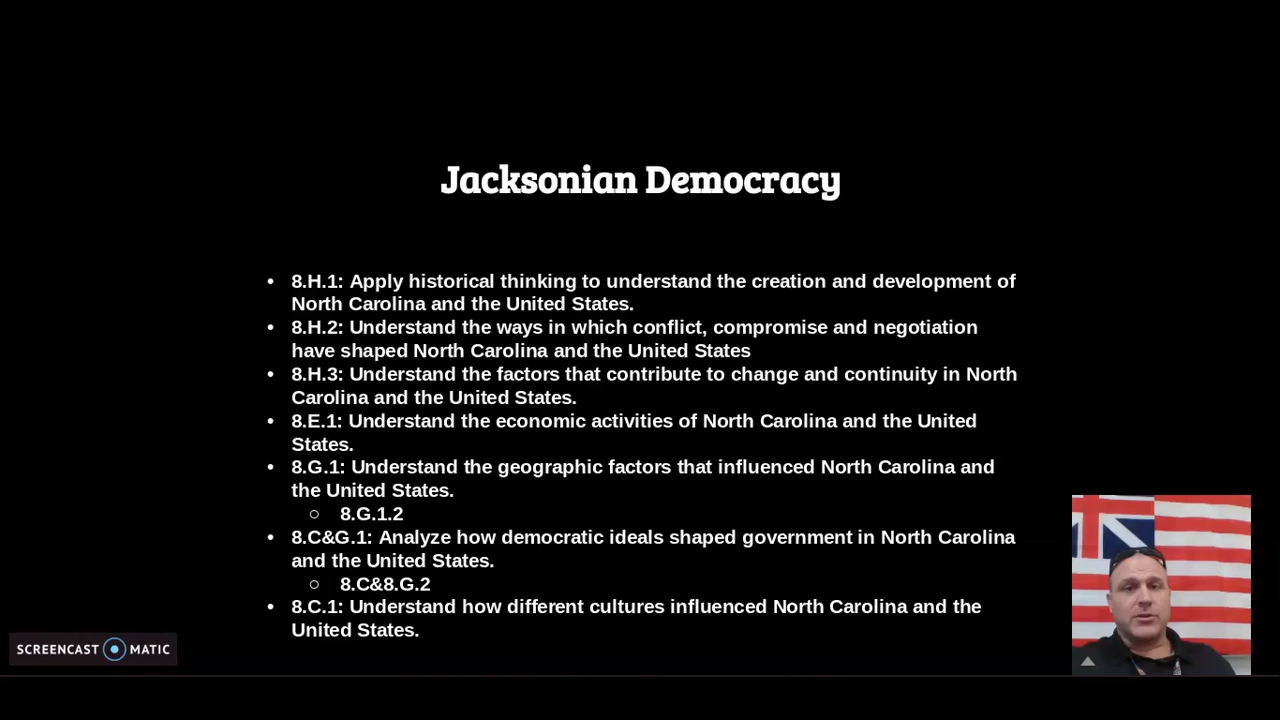 Jacksonian Democracy
• 8.H.1: Apply historical thinking to understand the creation and development of
North Carolina and the United States.
• 8.H.2: Understand the ways in which conflict, compromise and negotiation
have shaped North Carolina and the United States
• 8.H.3: Understand the factors that contribute to change and continuity in North
Carolina and the United States.
• 8.E.1: Understand the economic activities of North Carolina and the United
States.
• 8.G.1: Understand the geographic factors that influenced North Carolina and
the United States.
○ 8.G.1.2
• 8.C&G.1: Analyze how democratic ideals shaped government in North Carolina
and the United States.
○ 8.C&8.G.2
• 8.C.1: Understand how different cultures influenced North Carolina and the
United States.
SCREENCAST MATIC